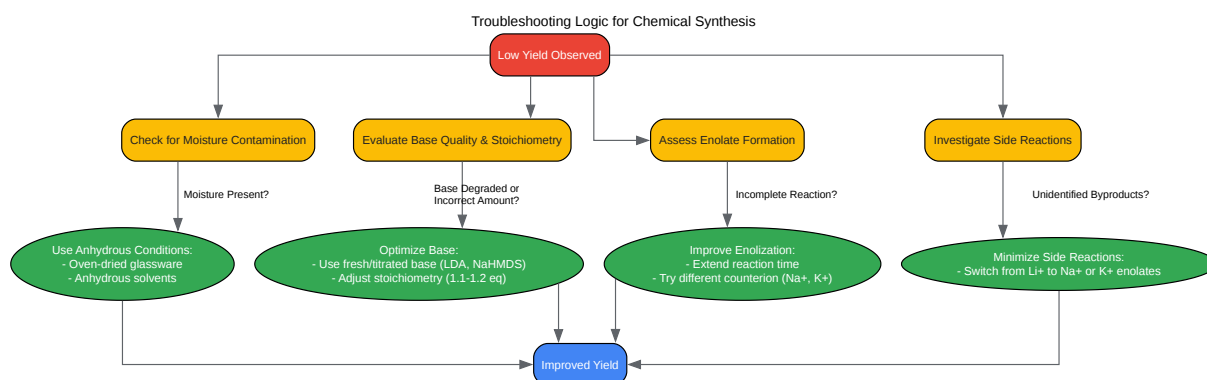 Troubleshooting Logic for Chemical Synthesis
Low Yield Observed
Check for Moisture Contamination
Evaluate Base Quality & Stoichiometry
Assess Enolate Formation
Investigate Side Reactions
Moisture Present?
Base Degraded or
Incorrect Amount?
Incomplete Reaction?
Unidentified Byproducts?
Use Anhydrous Conditions:
- Oven-dried glassware
- Anhydrous solvents
Optimize Base:
- Use fresh/titrated base (LDA, NaHMDS)
- Adjust stoichiometry (1.1-1.2 eq)
Improve Enolization:
- Extend reaction time
- Try different counterion (Na+, K+)
Minimize Side Reactions:
- Switch from Li+ to Na+ or K+ enolates
Improved Yield